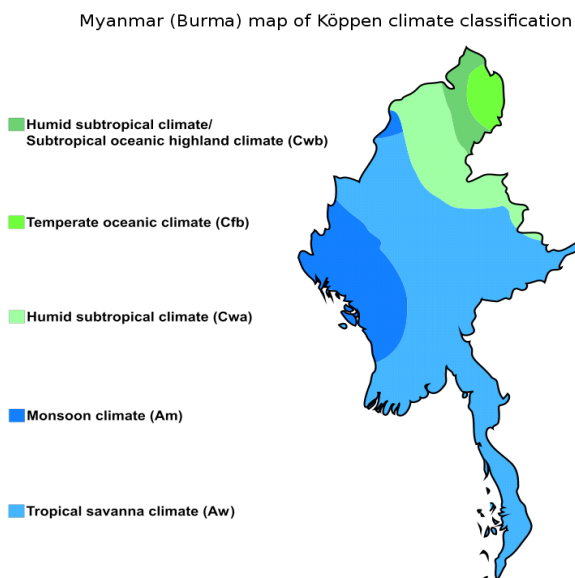 Myanmar (Burma) map of Köppen climate classification
Humid subtropical climate/
Subtropical oceanic highland climate (Cwb)
Temperate oceanic climate (Cfb)
Humid subtropical climate (Cwa)
Monsoon climate (Am)
Tropical savanna climate (Aw)